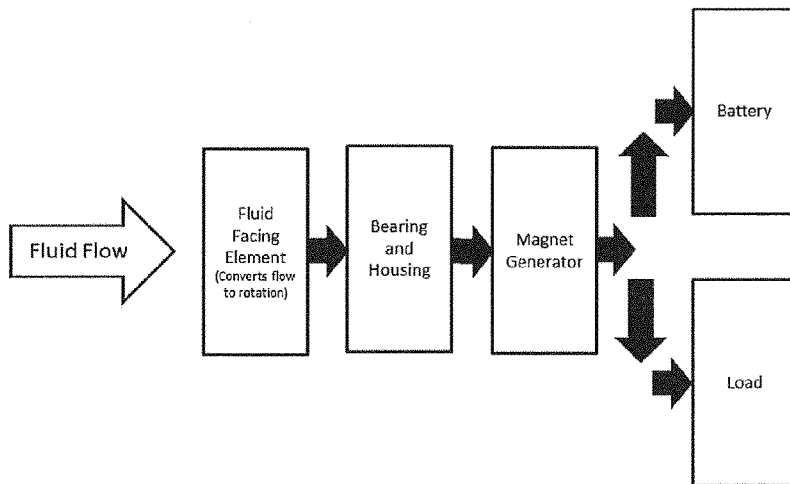 Fluid Flow
Fluid
Facing
Element
(Converts flow
to rotation)
Bearing
and
Housing
Magnet
Generator
Battery
Load